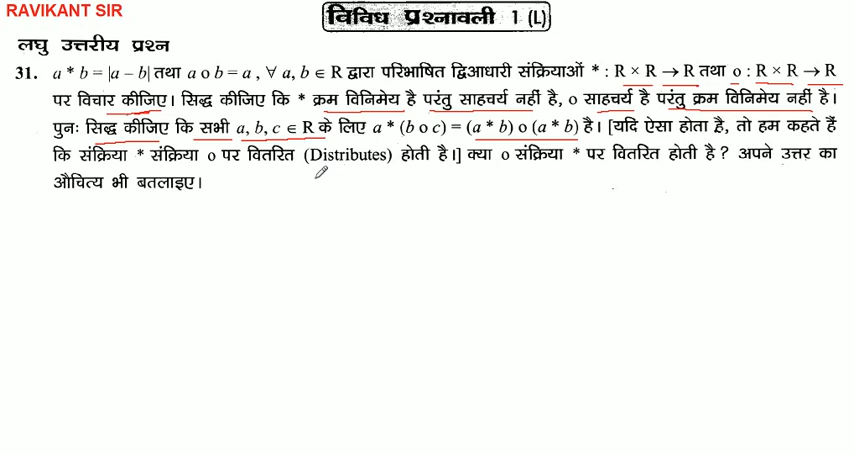 RAVIKANT SIR
विविध प्रश्नावली 1 (L)
लघु उत्तरीय प्रश्न
31. a * b = |a – b| तथा a o b = a , ∀ a, b ∈ R द्वारा परिभाषित द्विआधारी संक्रियाओं * : R × R → R तथा o : R × R → R
पर विचार कीजिए। सिद्ध कीजिए कि * क्रम विनिमेय है परंतु साहचर्य नहीं है, o साहचर्य है परंतु क्रम विनिमेय नहीं है।
पुनः सिद्ध कीजिए कि सभी a, b, c ∈ R के लिए a * (b o c) = (a * b) o (a * b) है। [यदि ऐसा होता है, तो हम कहते हैं
कि संक्रिया * संक्रिया o पर वितरित (Distributes) होती है।] क्या o संक्रिया * पर वितरित होती है ? अपने उत्तर का
औचित्य भी बतलाइए।